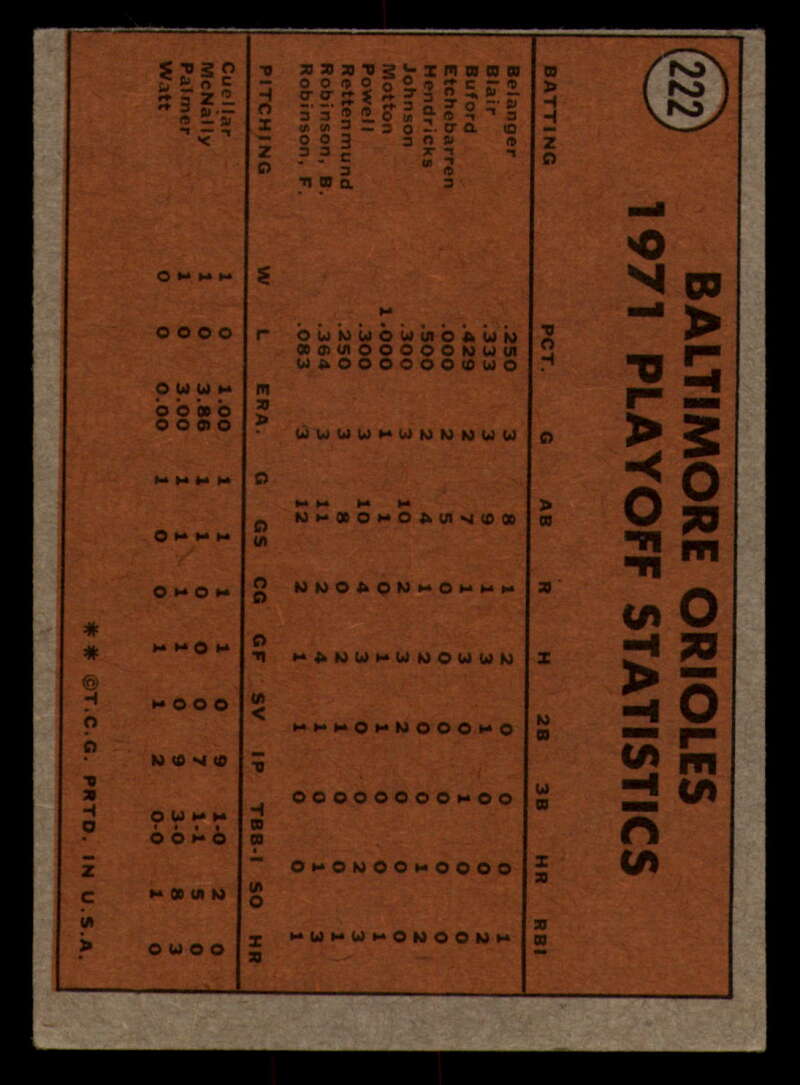 222
BALTIMORE ORIOLES
1971 PLAYOFF STATISTICS
BATTING PCT. G AB R H 2B 3B HR RBI
Belanger .250 3 8 1 2 0 0 0 1
Blair .333 3 9 1 3 1 0 0 2
Buford .429 2 7 1 3 0 1 0 0
Etchebarren .000 2 5 0 0 0 0 0 0
Hendricks .500 2 4 1 2 0 0 1 2
Johnson .300 3 10 2 3 2 0 0 0
Motton 1.000 1 1 0 1 1 0 0 1
Powell .300 3 10 4 3 0 0 2 3
Rettenmund .250 3 8 0 2 1 0 0 1
Robinson, B. .364 3 11 2 4 1 0 1 3
Robinson, F. .083 3 12 2 1 1 0 0 1
PITCHING W L ERA. G GS CG GF SV IP TBB-I SO HR
Cuellar 1 0 1.00 1 1 1 1 0 9 1-0 2 0
McNally 1 0 3.86 1 1 0 0 0 7 1-1 5 0
Palmer 1 0 3.00 1 1 1 1 0 9 3-0 8 3
Watt 0 0 0.00 1 0 0 1 1 2 0-0 1 0
** ©T.C.G. PRTD. IN U.S.A.